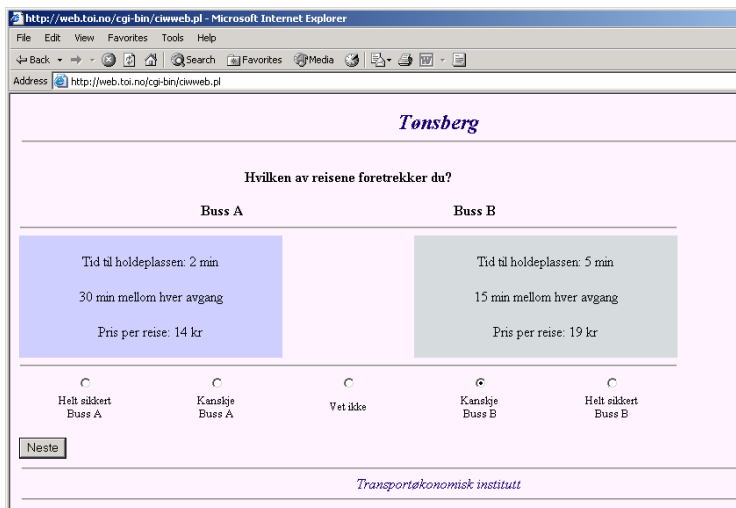 http://web.toi.no/cgi-bin/ciwweb.pl - Microsoft Internet Explorer
File Edit View Favorites Tools Help
Back Search Favorites Media
Address http://web.toi.no/cgi-bin/ciwweb.pl
Tønsberg
Hvilken av reisene foretrekker du?
Buss A Buss B
Tid til holdeplassen: 2 min Tid til holdeplassen: 5 min
30 min mellom hver avgang 15 min mellom hver avgang
Pris per reise: 14 kr Pris per reise: 19 kr
Helt sikkert Kanskje Vet ikke Kanskje Helt sikkert
Buss A Buss A Buss B Buss B
Neste
Transportøkonomisk institutt